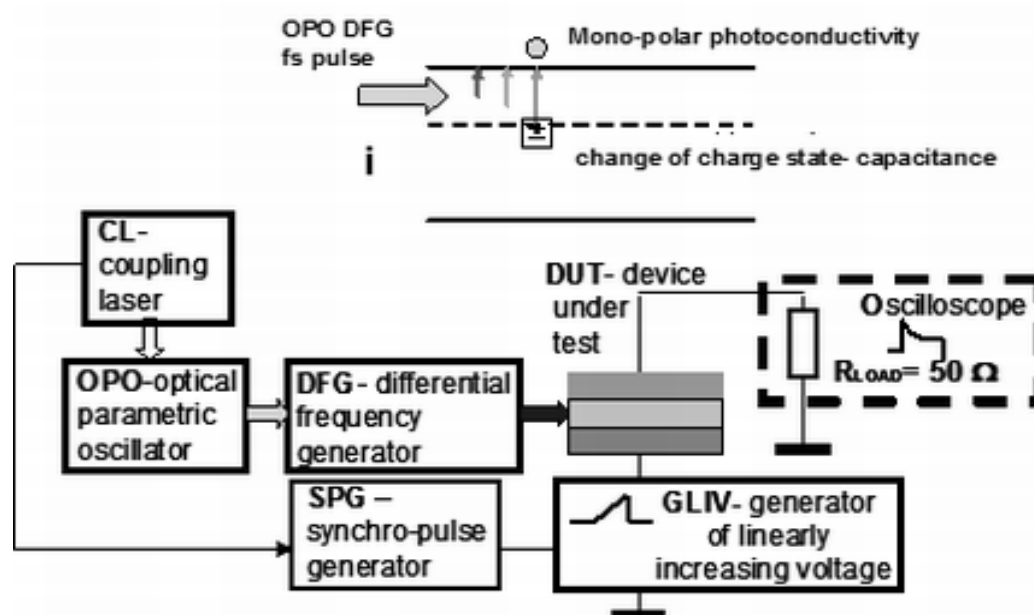 OPO DFG
fs pulse
Mono-polar photoconductivity
i
change of charge state- capacitance
CL-
coupling
laser
DUT- device
under
test
Oscilloscope
RLOAD= 50 Ω
OPO-optical
parametric
oscillator
DFG - differential
frequency
generator
SPG –
synchro-pulse
generator
GLIV- generator
of linearly
increasing voltage